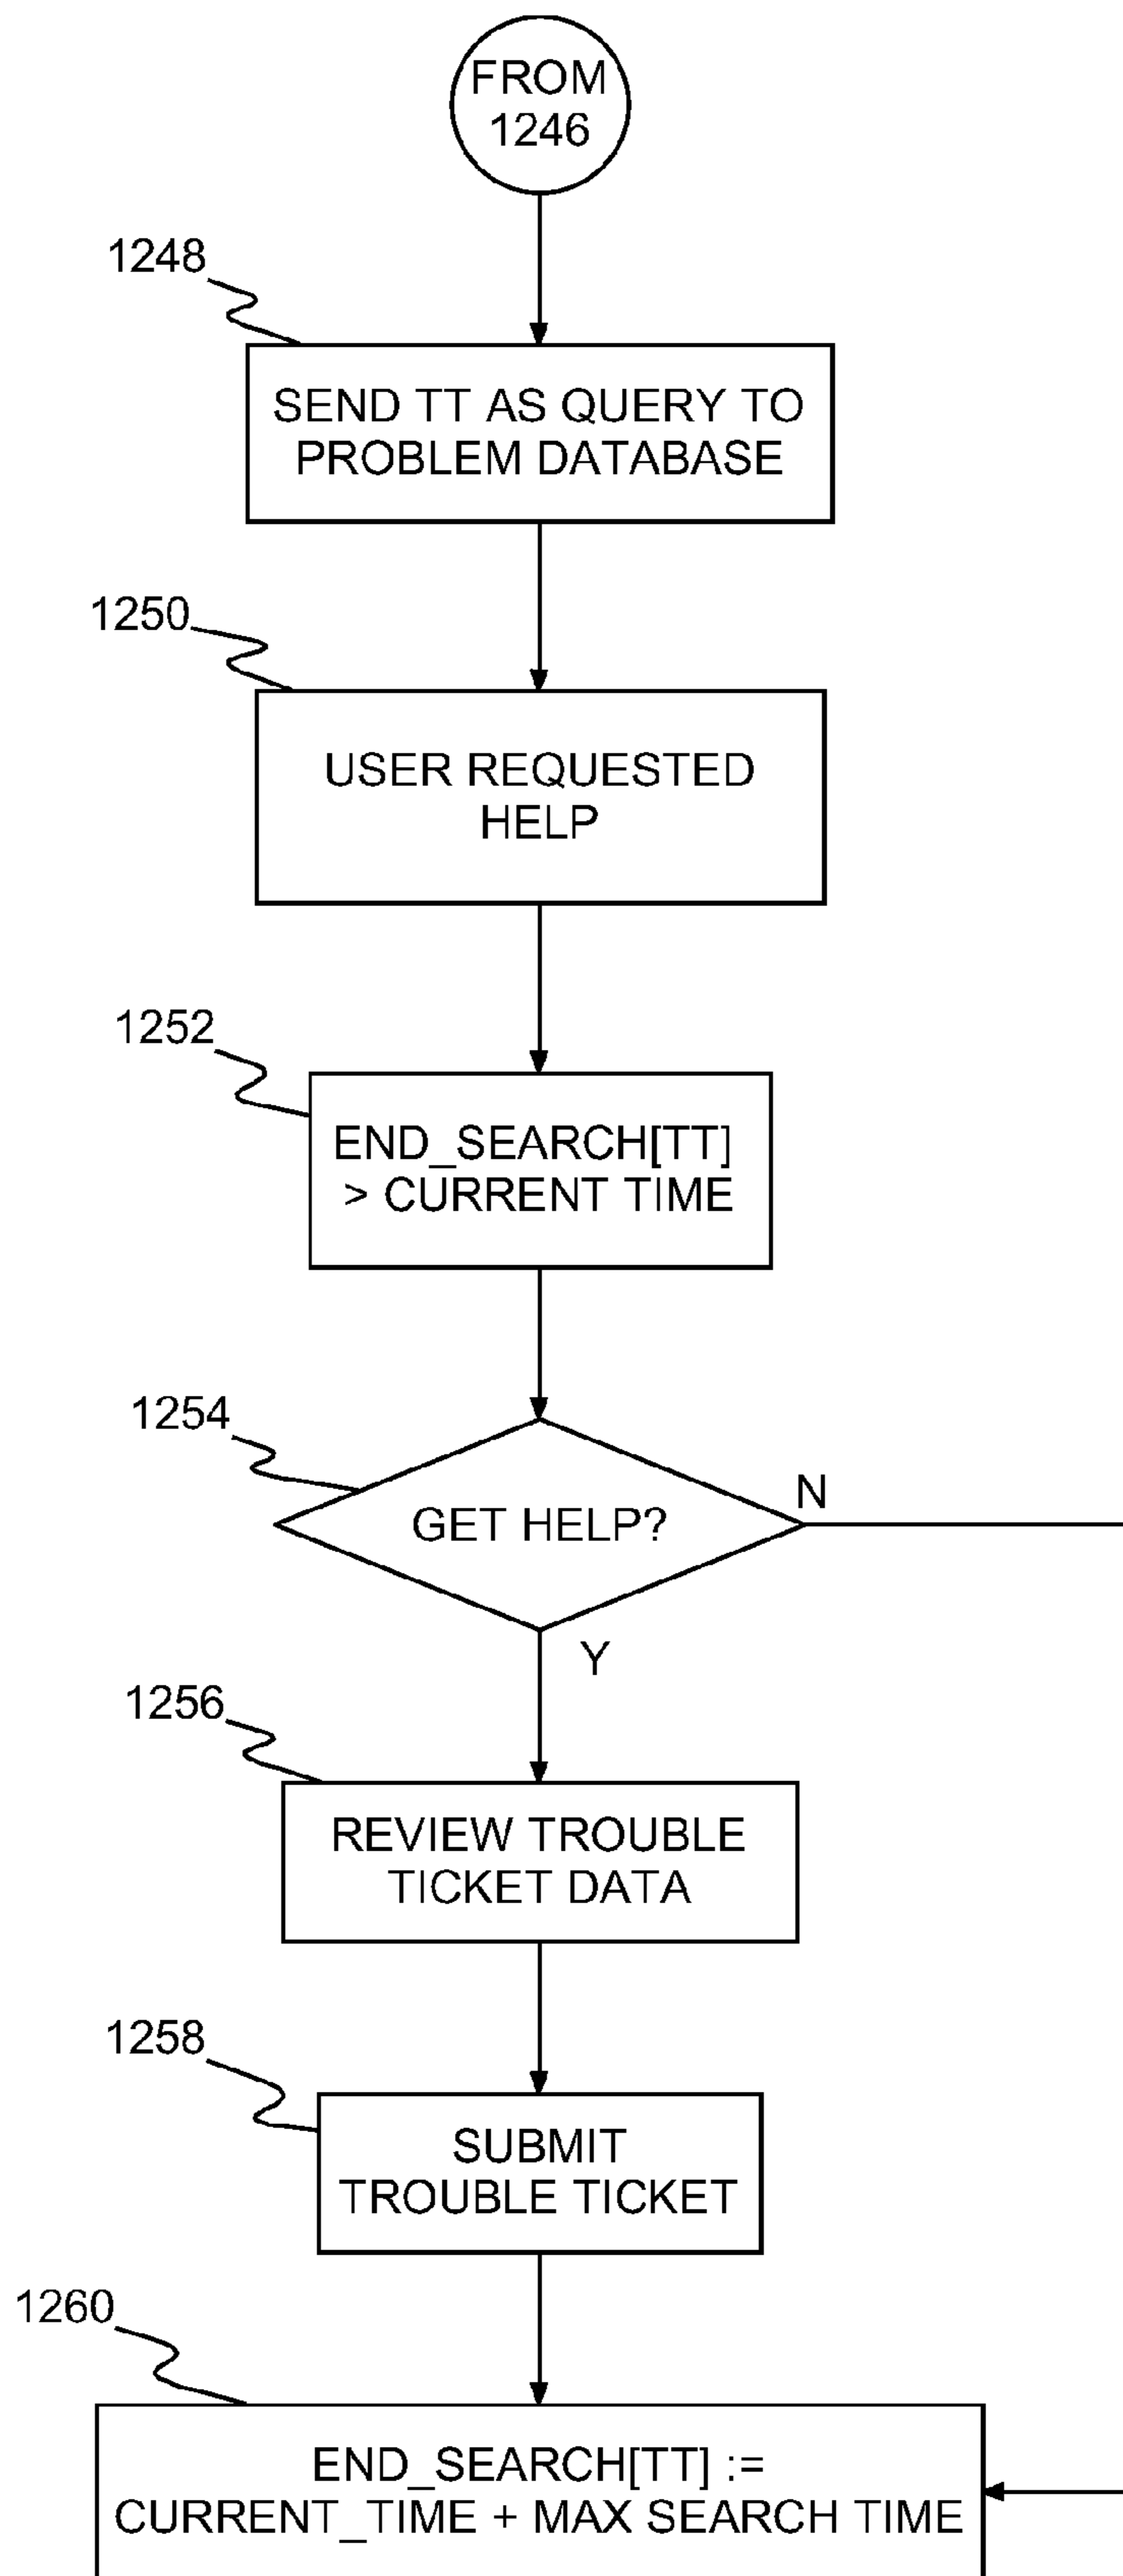 FROM
1246
1248
SEND TT AS QUERY TO
PROBLEM DATABASE
1250
USER REQUESTED
HELP
1252
END_SEARCH[TT]
> CURRENT TIME
1254
GET HELP?
N
Y
1256
REVIEW TROUBLE
TICKET DATA
1258
SUBMIT
TROUBLE TICKET
1260
END_SEARCH[TT] :=
CURRENT_TIME + MAX SEARCH TIME